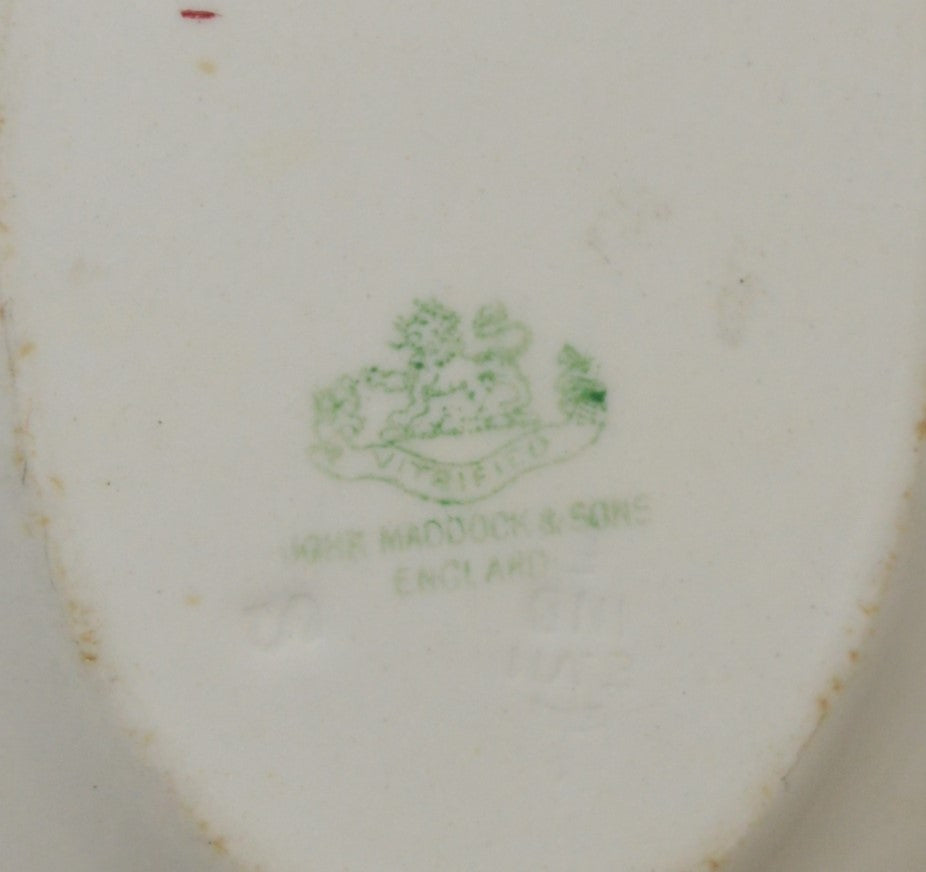 VITRIFIED
JOHN MADDOCK & SONS
ENGLAND